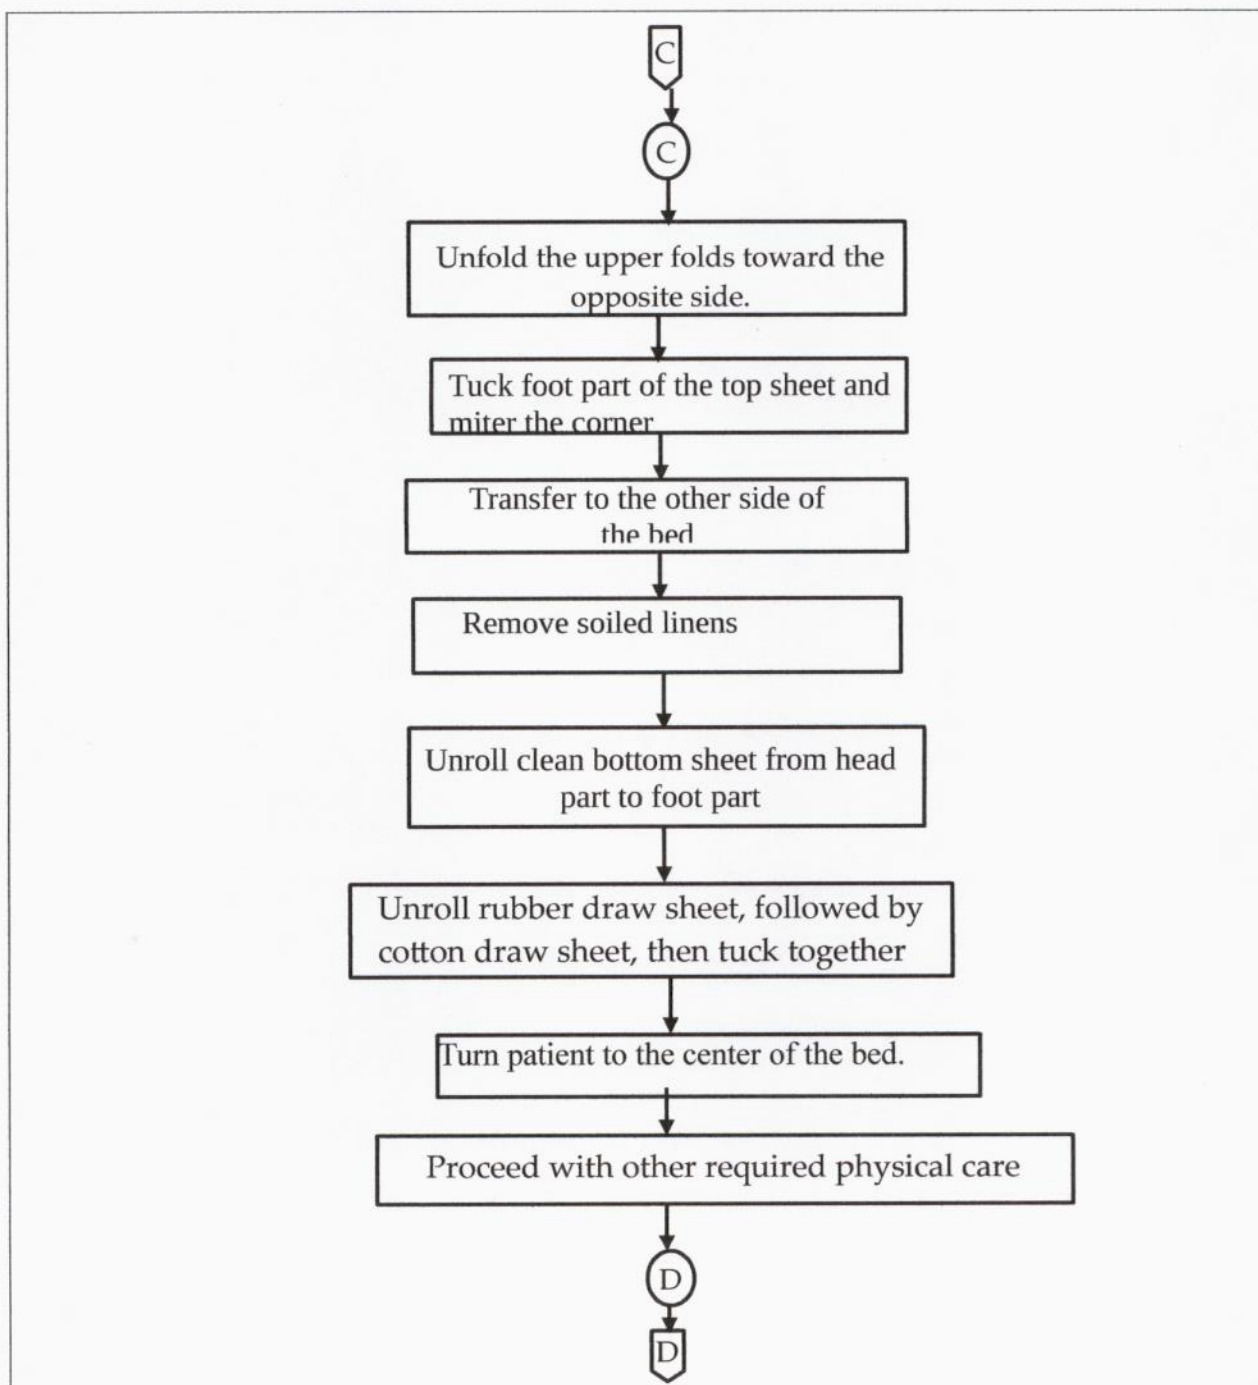 C
C
Unfold the upper folds toward the
opposite side.
Tuck foot part of the top sheet and
miter the corner
Transfer to the other side of
the bed
Remove soiled linens
Unroll clean bottom sheet from head
part to foot part
Unroll rubber draw sheet, followed by
cotton draw sheet, then tuck together
Turn patient to the center of the bed.
Proceed with other required physical care
D
D